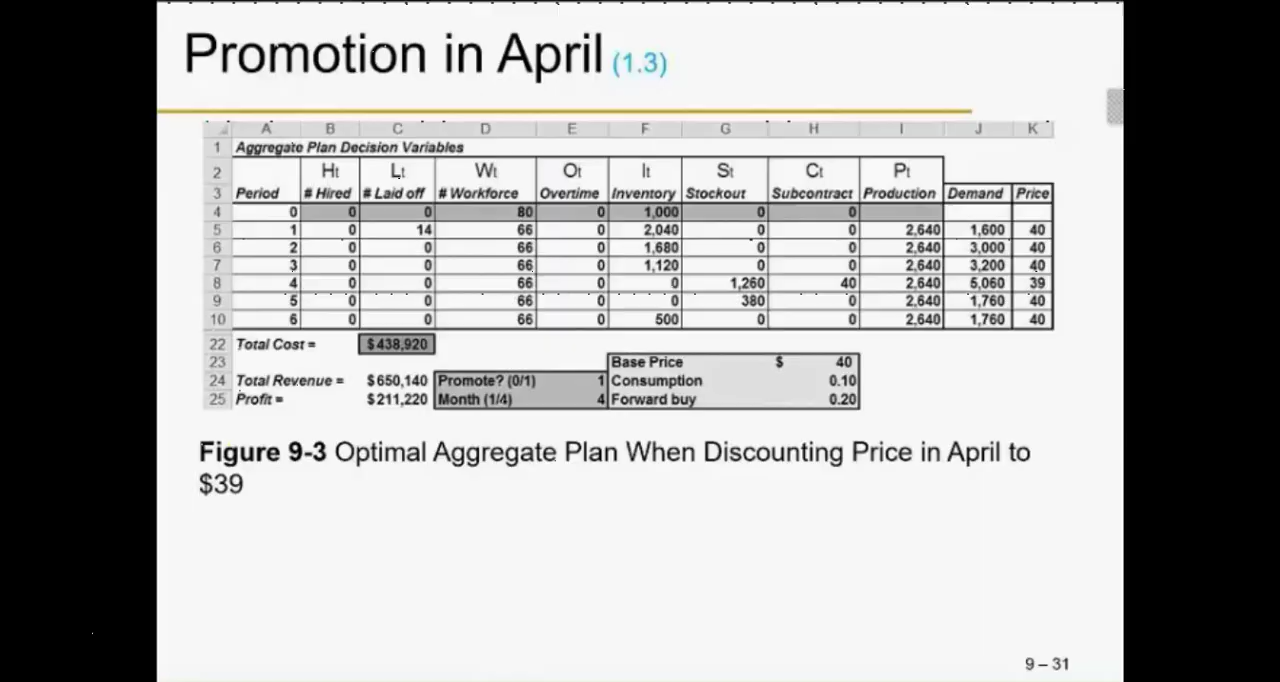 Promotion in April (1.3)
A B C D E F G H I J K
1 Aggregate Plan Decision Variables
2 Ht Lt Wt Ot It St Ct Pt
3 Period # Hired # Laid off # Workforce Overtime Inventory Stockout Subcontract Production Demand Price
4 0 0 0 80 0 1,000 0 0
5 1 0 14 66 0 2,040 0 0 2,640 1,600 40
6 2 0 0 66 0 1,680 0 0 2,640 3,000 40
7 3 0 0 66 0 1,120 0 0 2,640 3,200 40
8 4 0 0 66 0 0 1,260 40 2,640 5,060 39
9 5 0 0 66 0 0 380 0 2,640 1,760 40
10 6 0 0 66 0 500 0 0 2,640 1,760 40
22 Total Cost = $438,920
23 Base Price $ 40
24 Total Revenue = $650,140 Promote? (0/1) 1 Consumption 0.10
25 Profit = $211,220 Month (1/4) 4 Forward buy 0.20
Figure 9-3 Optimal Aggregate Plan When Discounting Price in April to
$39
9 – 31